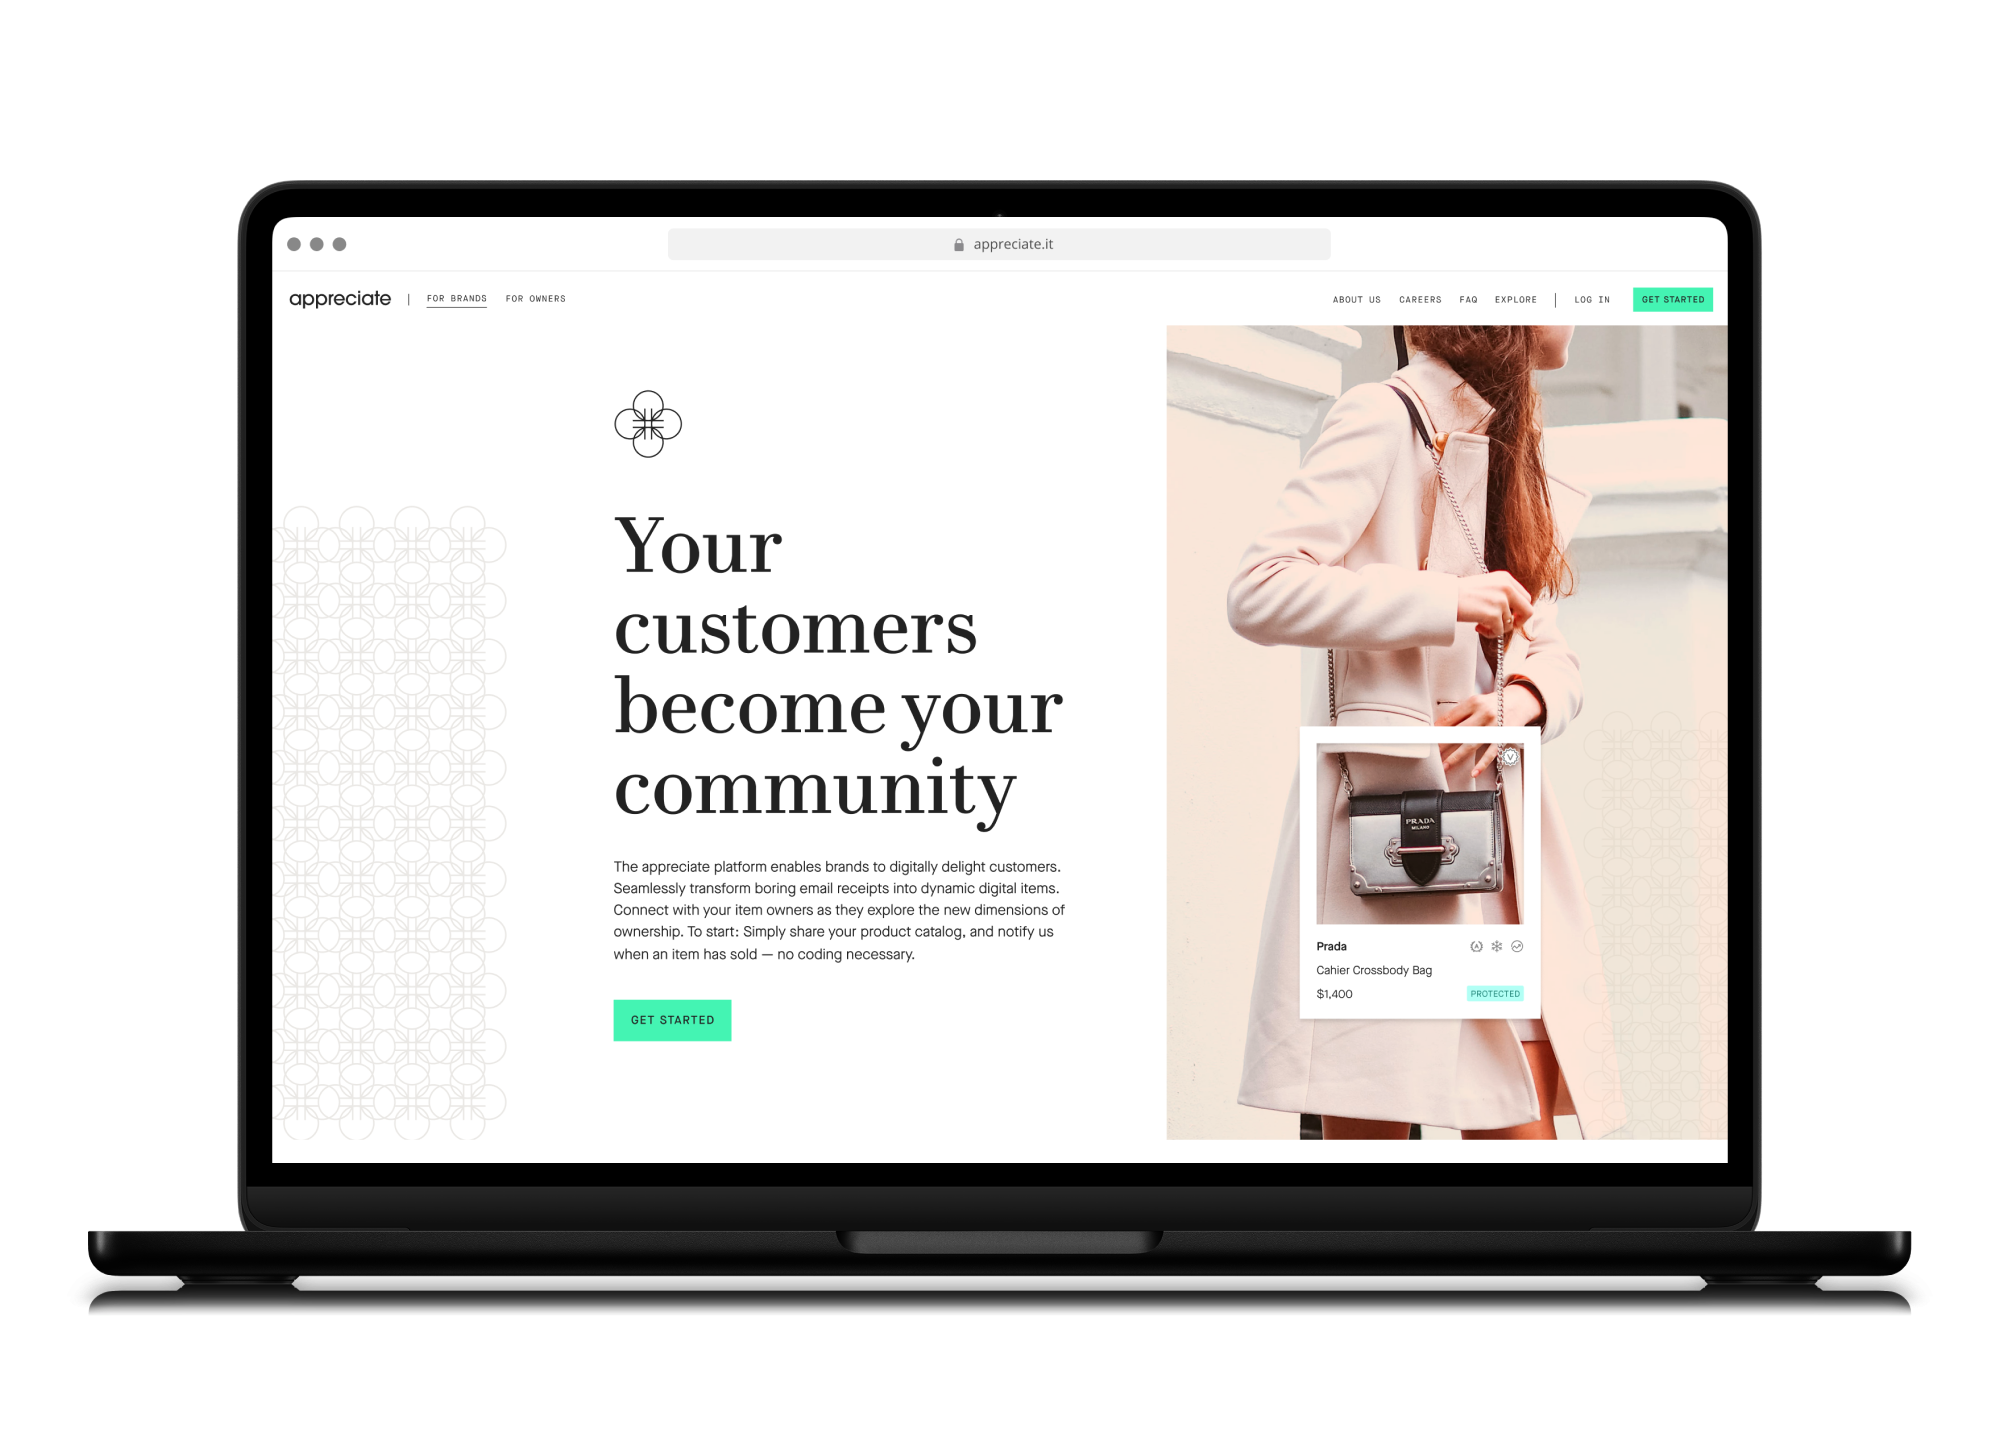 appreciate.it
appreciate | FOR BRANDS FOR OWNERS
ABOUT US CAREERS FAQ EXPLORE | LOG IN GET STARTED
Your
customers
become your
community
The appreciate platform enables brands to digitally delight customers.
Seamlessly transform boring email receipts into dynamic digital items.
Connect with your item owners as they explore the new dimensions of
ownership. To start: Simply share your product catalog, and notify us
when an item has sold — no coding necessary.
GET STARTED
PRADA
MILANO
Prada
Cahier Crossbody Bag
$1,400
PROTECTED